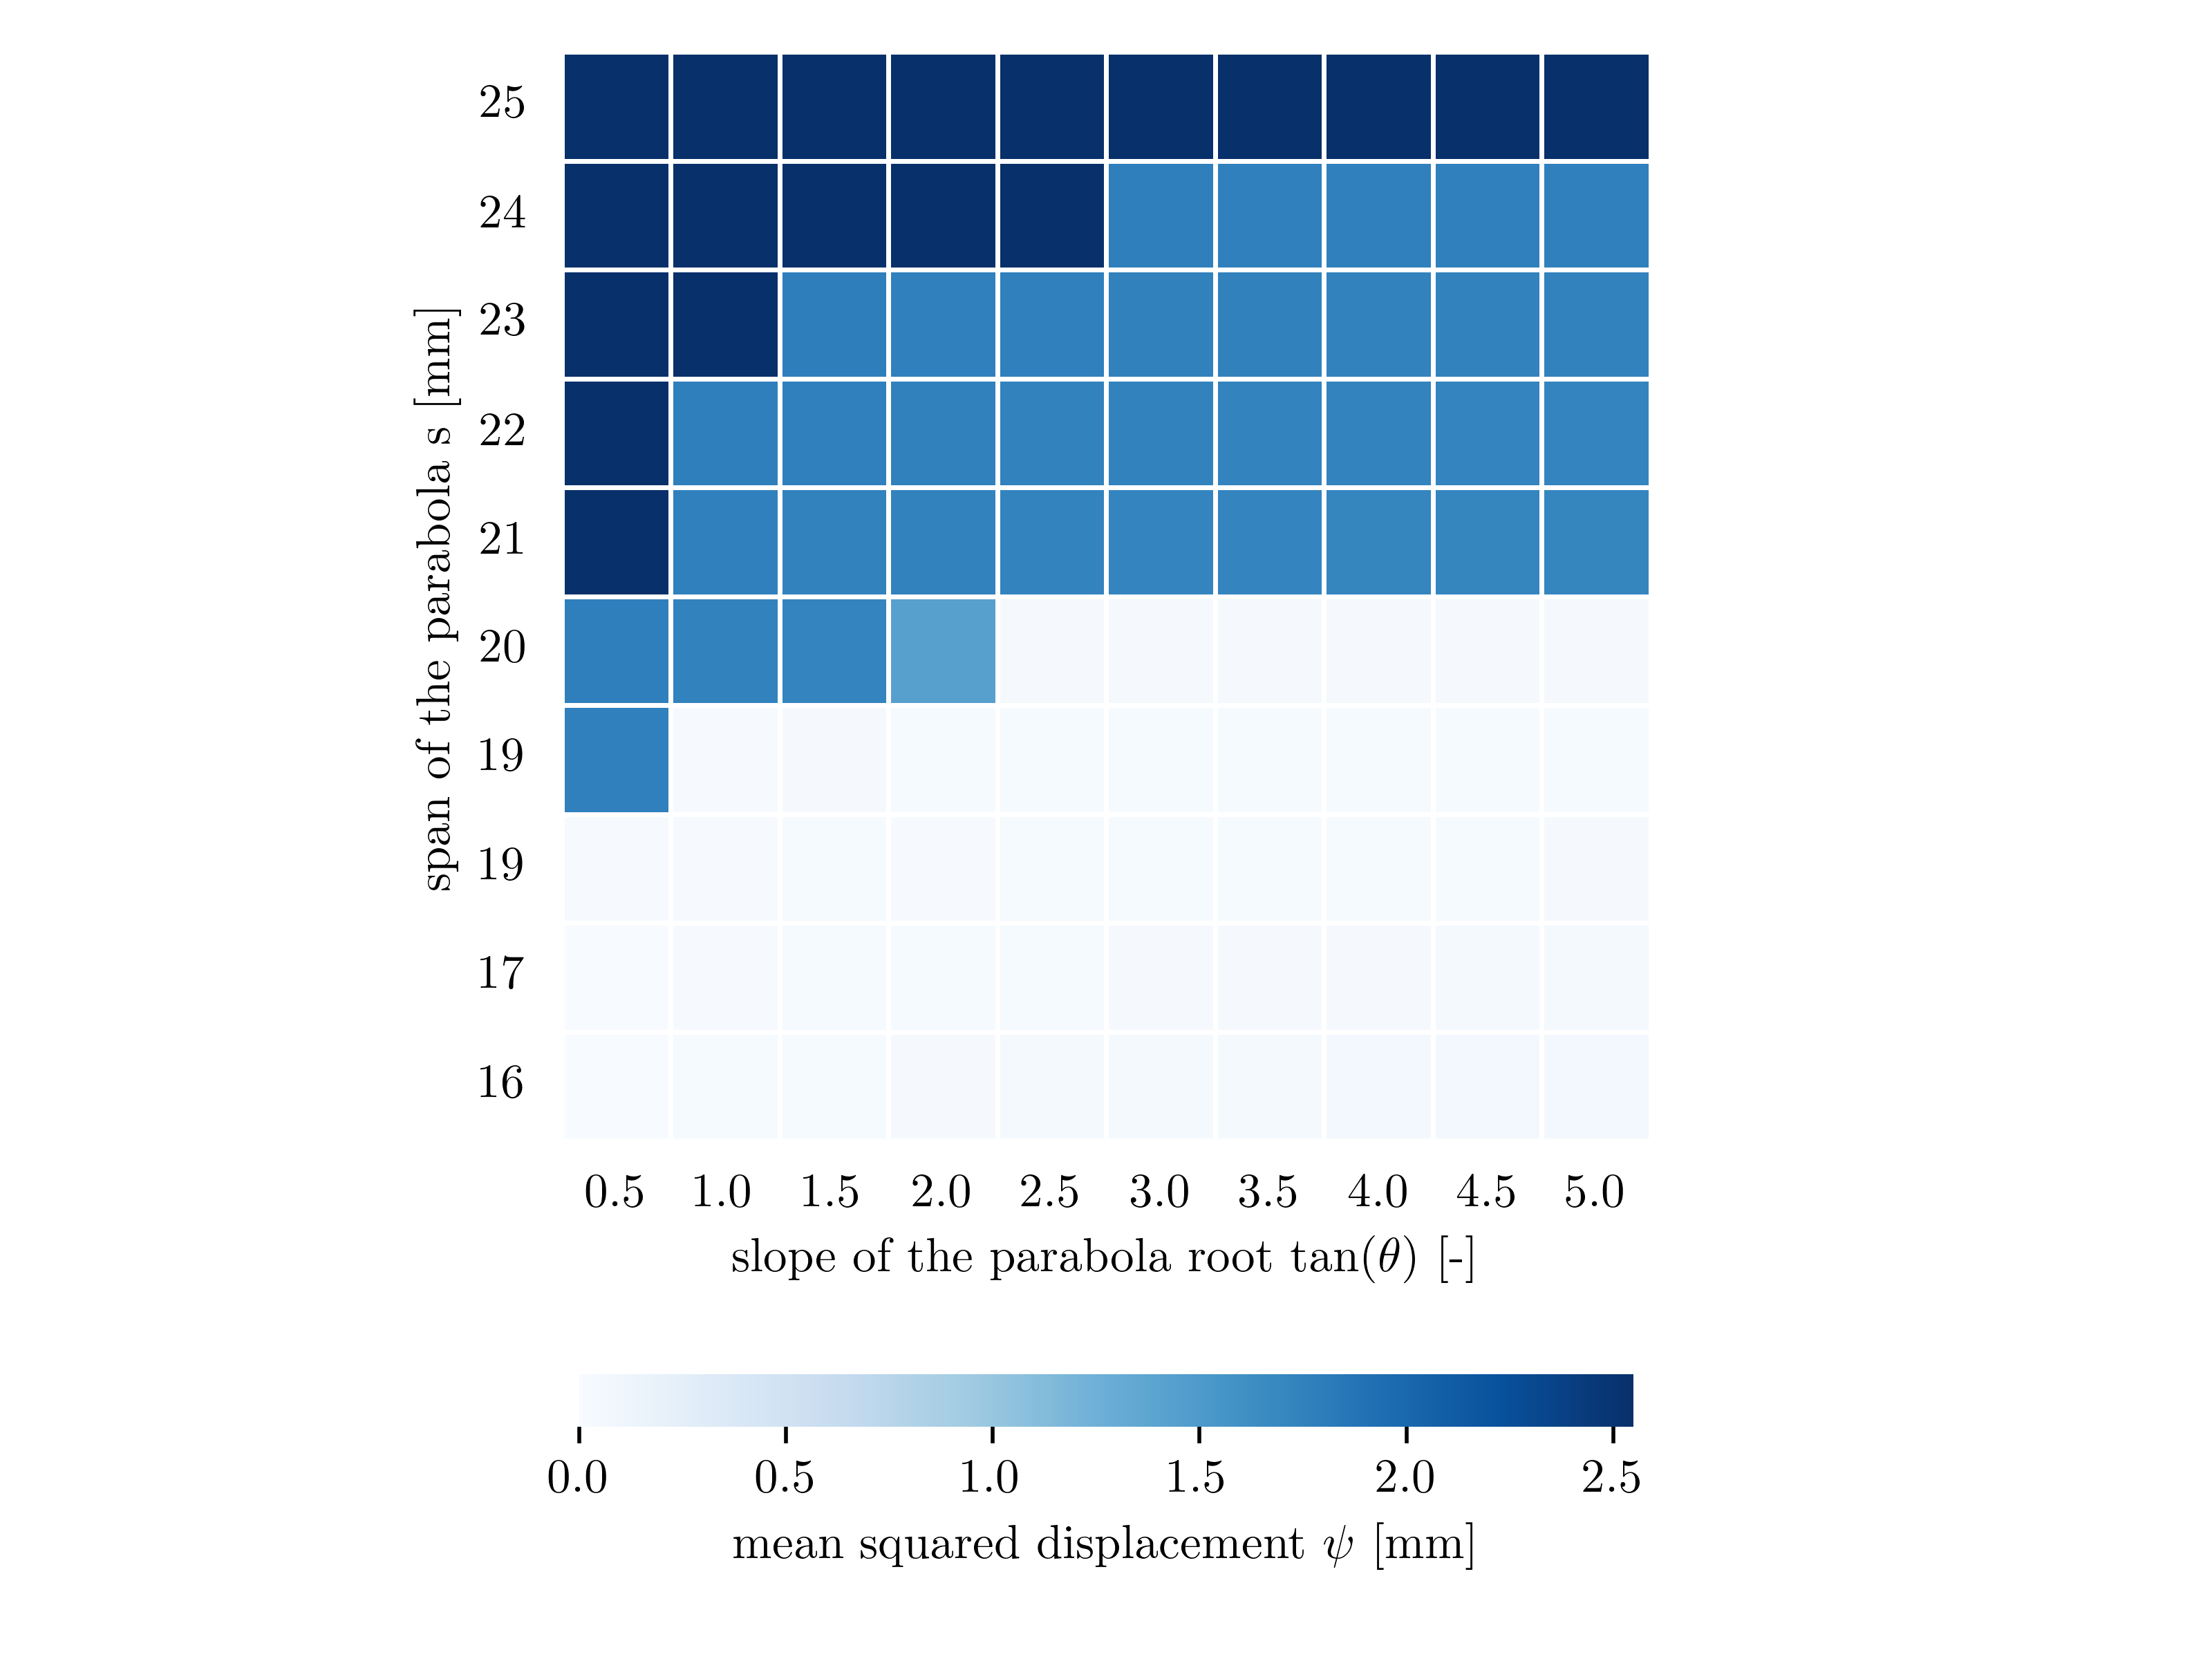 25
24
23
22
21
20
19
19
17
16
span of the parabola s [mm]
0.5 1.0 1.5 2.0 2.5 3.0 3.5 4.0 4.5 5.0
slope of the parabola root tan(θ) [-]
0.0 0.5 1.0 1.5 2.0 2.5
mean squared displacement ψ [mm]